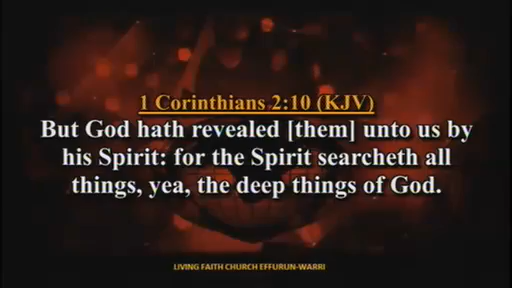 1 Corinthians 2:10 (KJV)
But God hath revealed [them] unto us by
his Spirit: for the Spirit searcheth all
things, yea, the deep things of God.
LIVING FAITH CHURCH EFFURUN-WARRI